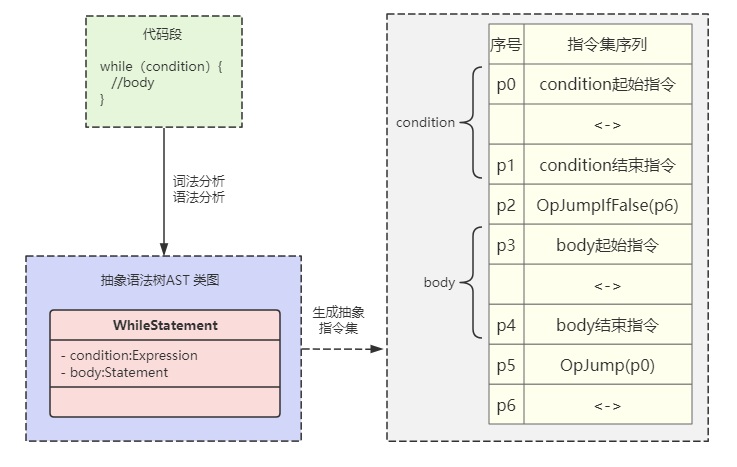 代码段
while（condition）{
//body
}
词法分析
语法分析
抽象语法树AST 类图
WhileStatement
- condition:Expression
- body:Statement
生成抽象
指令集
序号 指令集序列
p0 condition起始指令
<->
p1 condition结束指令
condition
p2 OpJumpIfFalse(p6)
p3 body起始指令
<->
p4 body结束指令
body
p5 OpJump(p0)
p6 <->